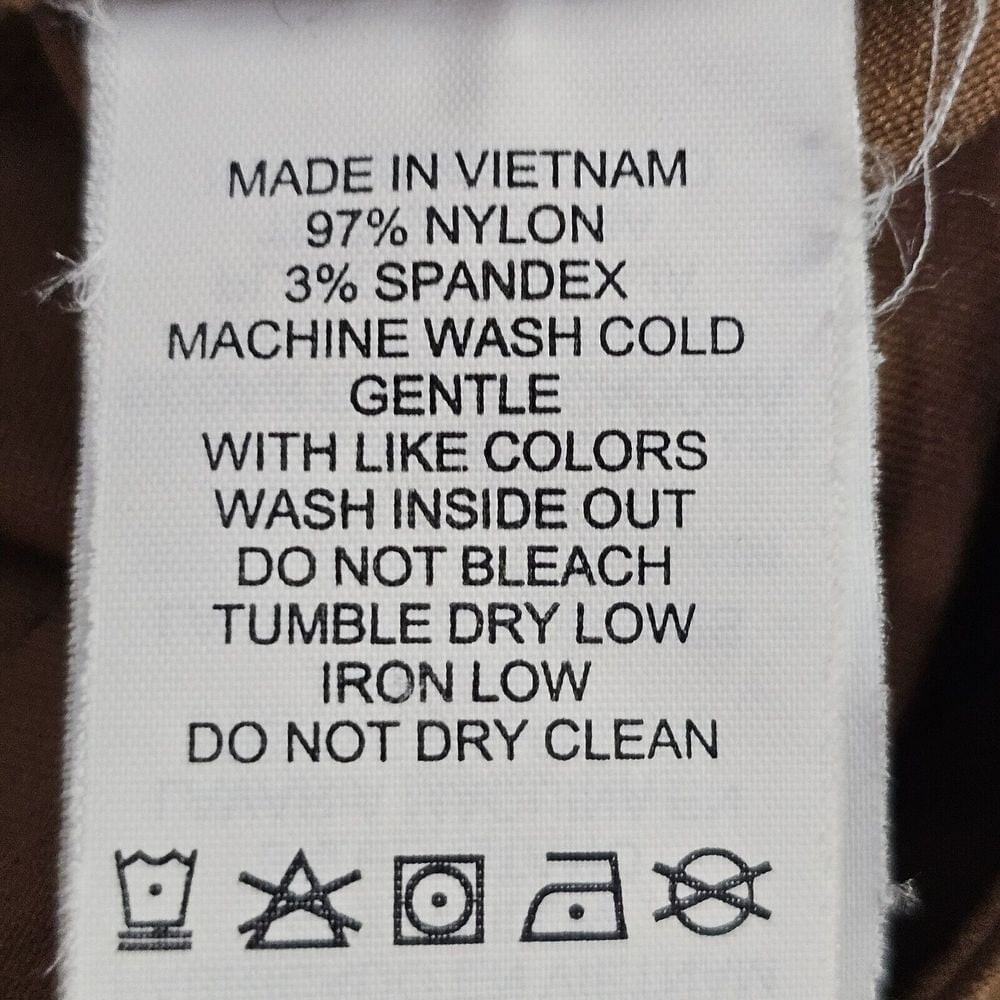 MADE IN VIETNAM
97% NYLON
3% SPANDEX
MACHINE WASH COLD
GENTLE
WITH LIKE COLORS
WASH INSIDE OUT
DO NOT BLEACH
TUMBLE DRY LOW
IRON LOW
DO NOT DRY CLEAN